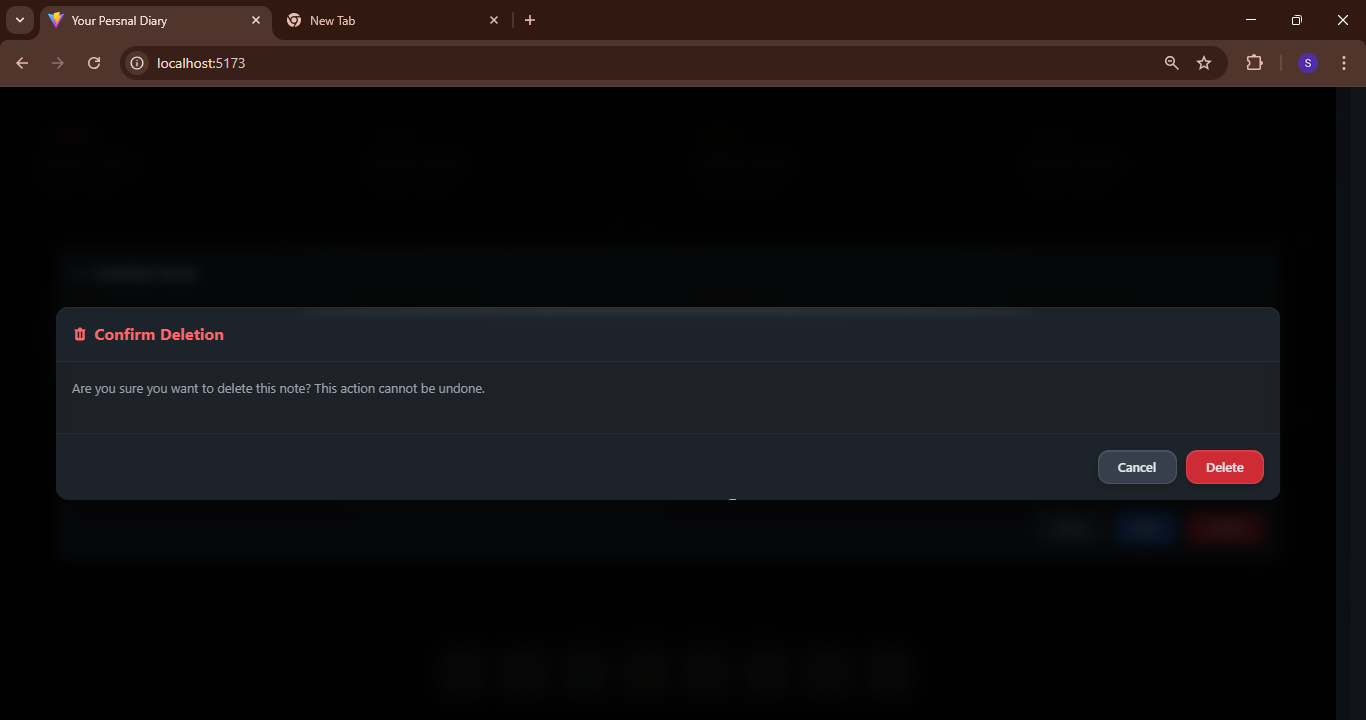 Your Persnal Diary
New Tab
localhost:5173
S
Confirm Deletion
Are you sure you want to delete this note? This action cannot be undone.
Cancel
Delete